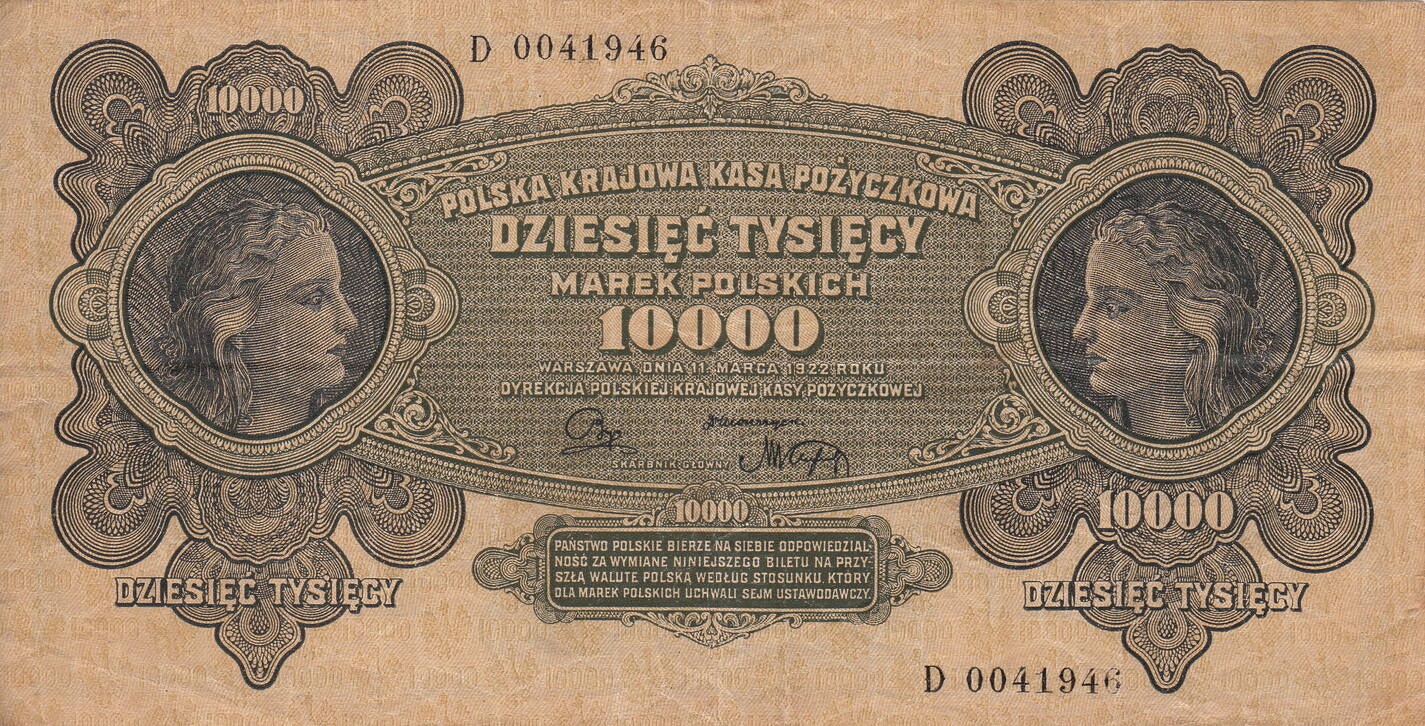 D 0041946
10000
POLSKA KRAJOWA KASA POŻYCZKOWA
DZIESIĘĆ TYSIĘCY
MAREK POLSKICH
10000
WARSZAWA, DNIA 11. MARCA 1922 ROKU
DYREKCJA POLSKIEJ KRAJOWEJ KASY POŻYCZKOWEJ
SKARBNIK GŁÓWNY
10000
10000
PAŃSTWO POLSKIE BIERZE NA SIEBIE ODPOWIEDZIAL-
NOŚĆ ZA WYMIANĘ NINIEJSZEGO BILETU NA PRZY-
SZŁĄ WALUTĘ POLSKĄ WEDŁUG STOSUNKU, KTÓRY
DLA MAREK POLSKICH UCHWALI SEJM USTAWODAWCZY.
DZIESIĘĆ TYSIĘCY
DZIESIĘĆ TYSIĘCY
D 0041946